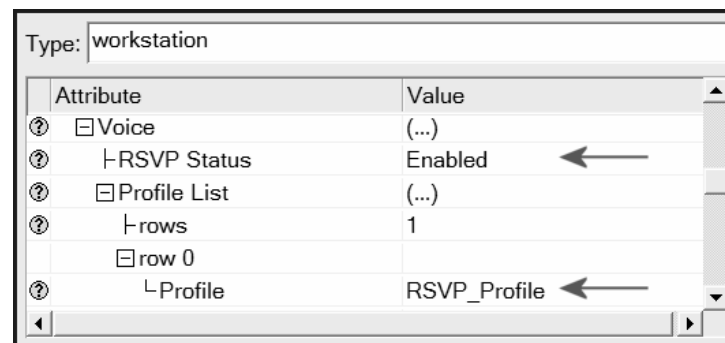 Type: workstation
Attribute Value
Voice (...)
RSVP Status Enabled
Profile List (...)
rows 1
row 0
Profile RSVP_Profile